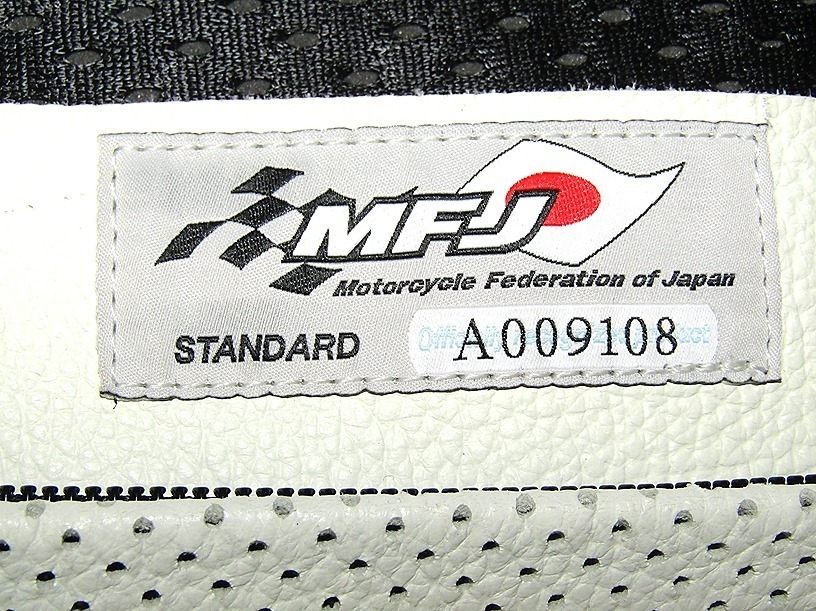 MFJ
Motorcycle Federation of Japan
STANDARD A009108